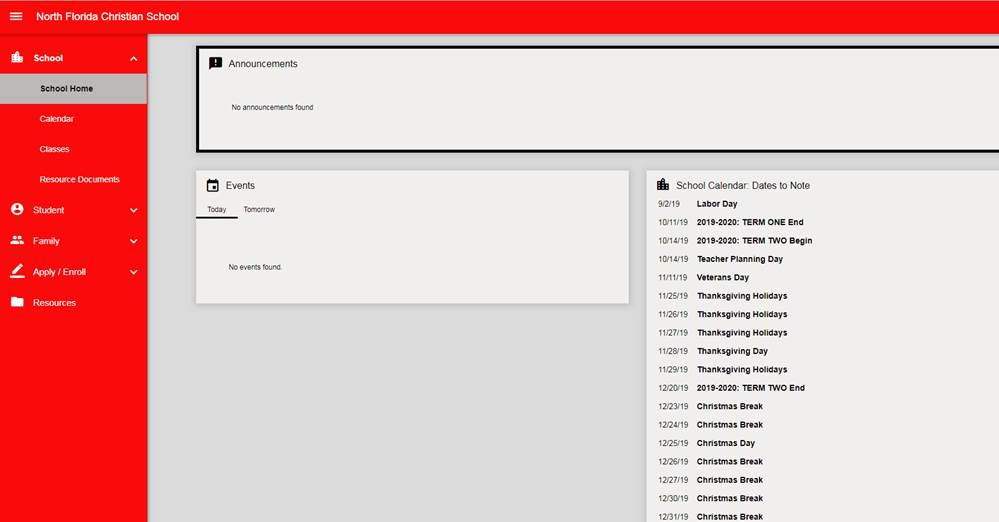 North Florida Christian School
School
School Home
Calendar
Classes
Resource Documents
Student
Family
Apply / Enroll
Resources
Announcements
No announcements found
Events
Today Tomorrow
No events found.
School Calendar: Dates to Note
9/2/19 Labor Day
10/11/19 2019-2020: TERM ONE End
10/14/19 2019-2020: TERM TWO Begin
10/14/19 Teacher Planning Day
11/11/19 Veterans Day
11/25/19 Thanksgiving Holidays
11/26/19 Thanksgiving Holidays
11/27/19 Thanksgiving Holidays
11/28/19 Thanksgiving Day
11/29/19 Thanksgiving Holidays
12/20/19 2019-2020: TERM TWO End
12/23/19 Christmas Break
12/24/19 Christmas Break
12/25/19 Christmas Day
12/26/19 Christmas Break
12/27/19 Christmas Break
12/30/19 Christmas Break
12/31/19 Christmas Break